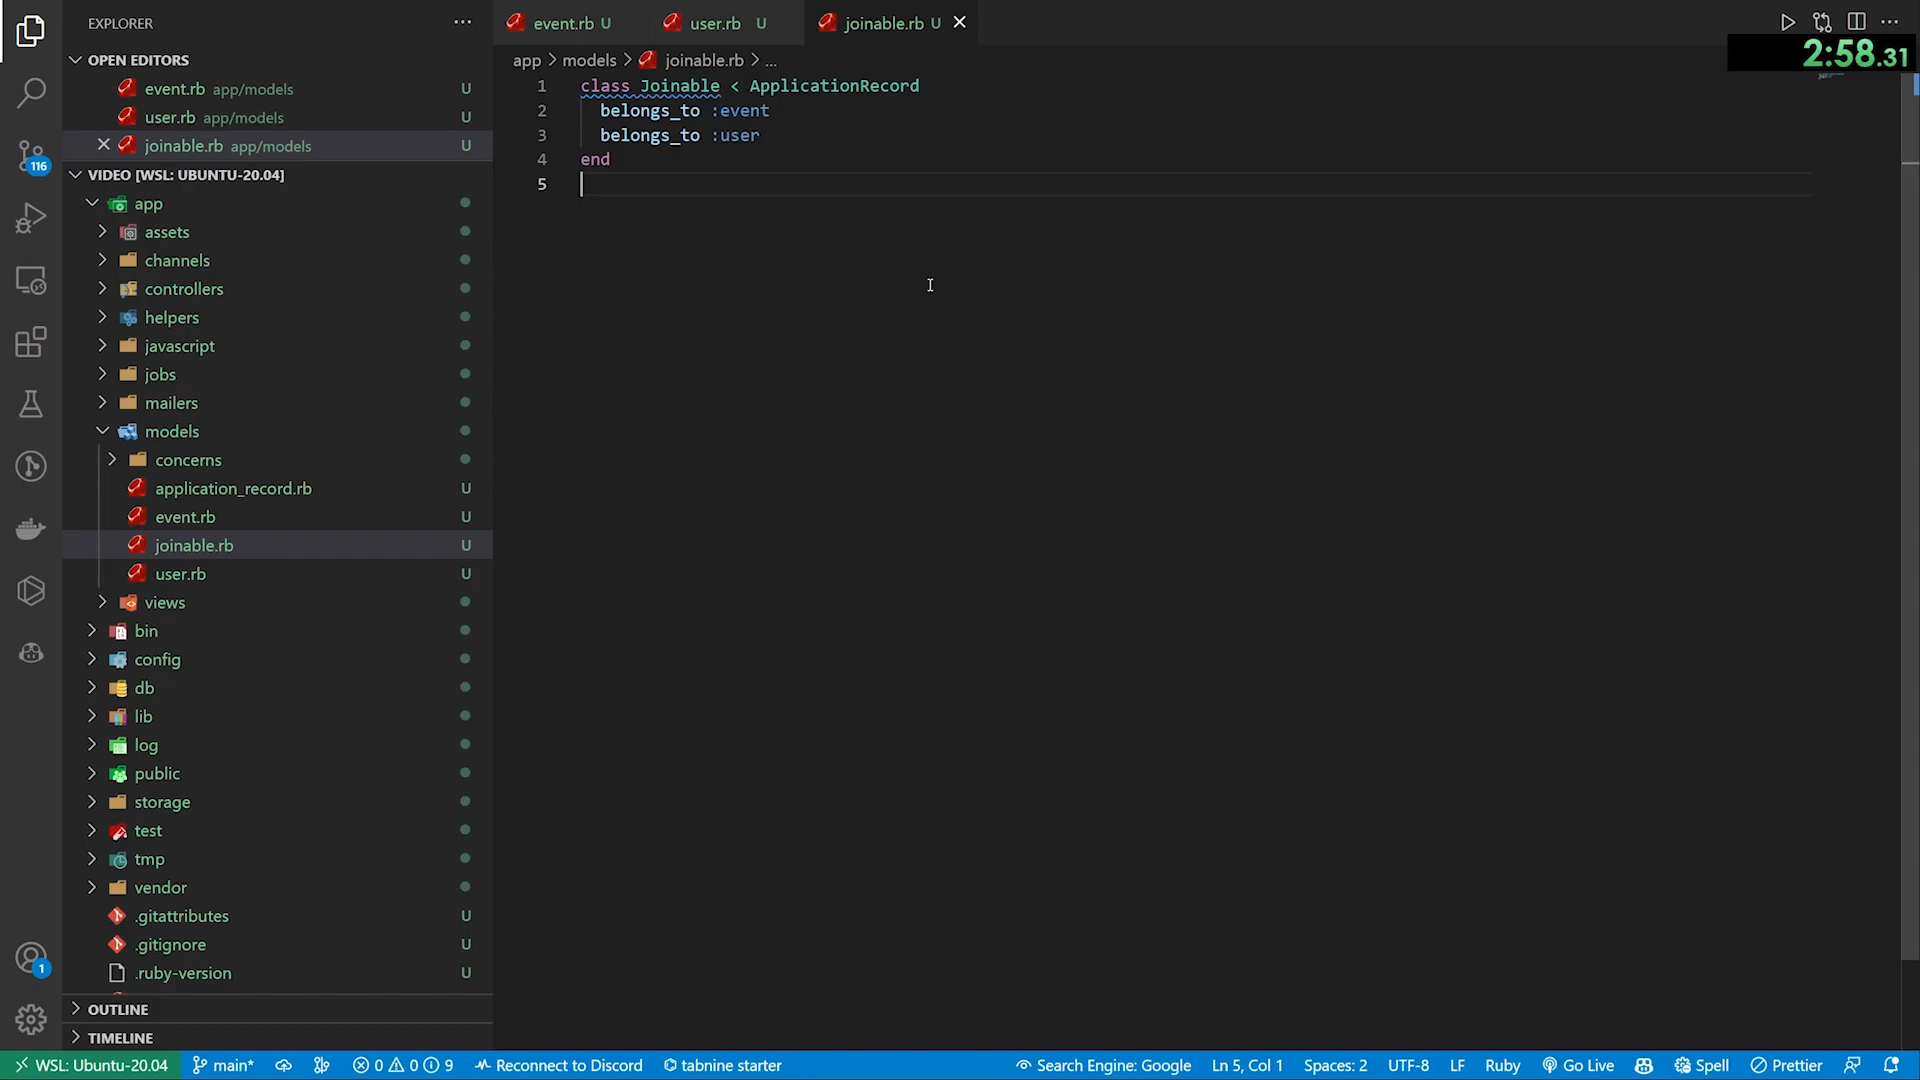 EXPLORER
event.rb U
user.rb U
joinable.rb U
2:58.31
OPEN EDITORS
event.rb app/models U
user.rb app/models U
joinable.rb app/models U
VIDEO [WSL: UBUNTU-20.04]
app
assets
channels
controllers
helpers
javascript
jobs
mailers
models
concerns
application_record.rb U
event.rb U
joinable.rb U
user.rb U
views
bin
config
db
lib
log
public
storage
test
tmp
vendor
.gitattributes U
.gitignore U
.ruby-version U
OUTLINE
TIMELINE
116
1
app > models > joinable.rb > ...
1 class Joinable < ApplicationRecord
2 belongs_to :event
3 belongs_to :user
4 end
5
WSL: Ubuntu-20.04 main* 0 0 9 Reconnect to Discord tabnine starter Search Engine: Google Ln 5, Col 1 Spaces: 2 UTF-8 LF Ruby Go Live Spell Prettier